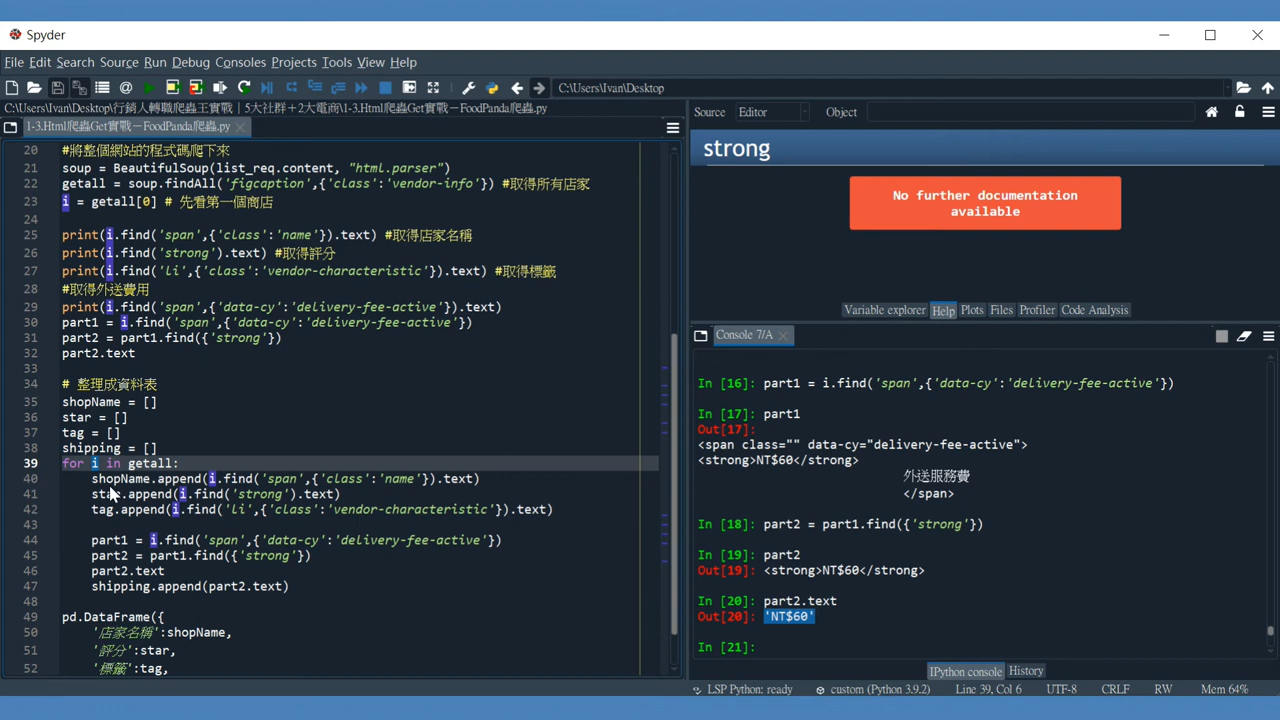 Spyder
File Edit Search Source Run Debug Consoles Projects Tools View Help
C:\Users\Ivan\Desktop
C:\Users\Ivan\Desktop\行銷人轉職爬蟲王實戰｜5大社群＋2大電商\1-3.Html爬蟲Get實戰－FoodPanda爬蟲.py
1-3.Html爬蟲Get實戰－FoodPanda爬蟲.py
20 #將整個網站的程式碼爬下來
21 soup = BeautifulSoup(list_req.content, "html.parser")
22 getall = soup.findAll('figcaption',{'class':'vendor-info'}) #取得所有店家
23 i = getall[0] # 先看第一個商店
24
25 print(i.find('span',{'class':'name'}).text) #取得店家名稱
26 print(i.find('strong').text) #取得評分
27 print(i.find('li',{'class':'vendor-characteristic'}).text) #取得標籤
28 #取得外送費用
29 print(i.find('span',{'data-cy':'delivery-fee-active'}).text)
30 part1 = i.find('span',{'data-cy':'delivery-fee-active'})
31 part2 = part1.find({'strong'})
32 part2.text
33
34 # 整理成資料表
35 shopName = []
36 star = []
37 tag = []
38 shipping = []
39 for i in getall:
40 shopName.append(i.find('span',{'class':'name'}).text)
41 star.append(i.find('strong').text)
42 tag.append(i.find('li',{'class':'vendor-characteristic'}).text)
43
44 part1 = i.find('span',{'data-cy':'delivery-fee-active'})
45 part2 = part1.find({'strong'})
46 part2.text
47 shipping.append(part2.text)
48
49 pd.DataFrame({
50 '店家名稱':shopName,
51 '評分':star,
52 '標籤':tag,
Source Editor Object
strong
No further documentation
available
Variable explorer Help Plots Files Profiler Code Analysis
Console 7/A
In [16]: part1 = i.find('span',{'data-cy':'delivery-fee-active'})
In [17]: part1
Out[17]:
<span class="" data-cy="delivery-fee-active">
<strong>NT$60</strong>
外送服務費
</span>
In [18]: part2 = part1.find({'strong'})
In [19]: part2
Out[19]: <strong>NT$60</strong>
In [20]: part2.text
Out[20]: 'NT$60'
In [21]:
IPython console History
LSP Python: ready custom (Python 3.9.2) Line 39, Col 6 UTF-8 CRLF RW Mem 64%